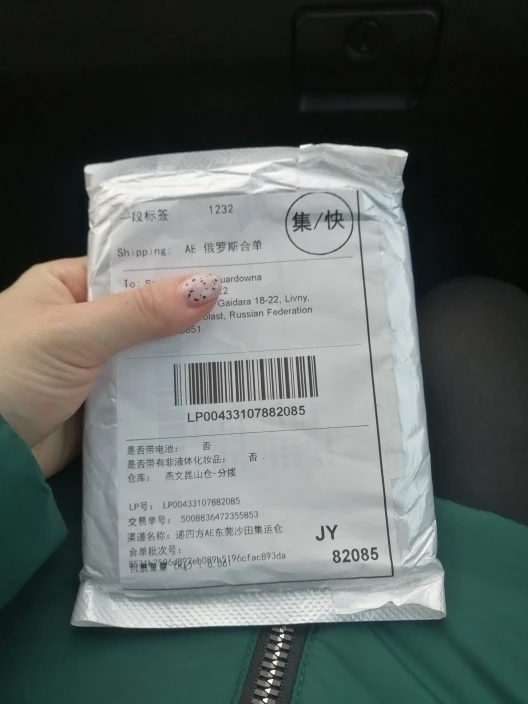 一段标签 1232
集/快
Shipping: AE 俄罗斯合单
To:
Gaidara 18-22, Livny,
Russian Federation
LP00433107882085
是否带电池： 否
是否带有非液体化妆品： 否
仓库： 燕文昆山仓-分拨
LP号： LP00433107882085
交易单号： 5008836472355853
渠道名称：递四方AE东莞沙田集运仓
JY
合单批次号：
82085